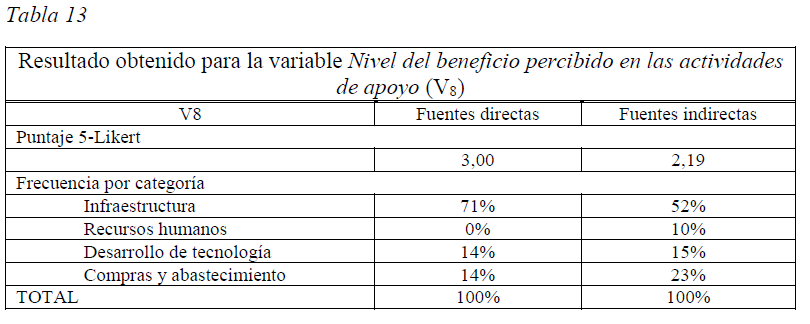 Tabla 13
Resultado obtenido para la variable Nivel del beneficio percibido en las actividades
de apoyo (V₈)
V8 Fuentes directas Fuentes indirectas
Puntaje 5-Likert
3,00 2,19
Frecuencia por categoría
Infraestructura 71% 52%
Recursos humanos 0% 10%
Desarrollo de tecnología 14% 15%
Compras y abastecimiento 14% 23%
TOTAL 100% 100%